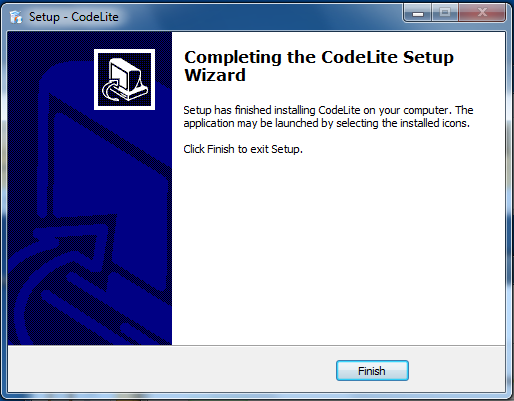 Setup - CodeLite
Completing the CodeLite Setup
Wizard
Setup has finished installing CodeLite on your computer. The
application may be launched by selecting the installed icons.
Click Finish to exit Setup.
Finish